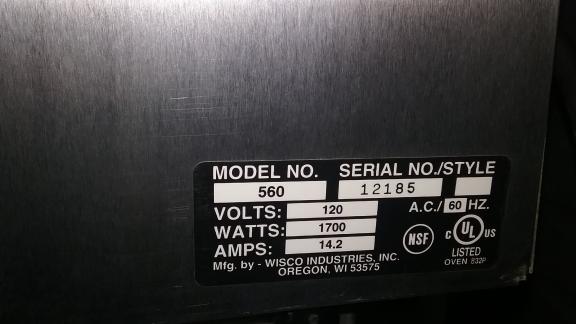 MODEL NO. SERIAL NO./STYLE
560 12185
VOLTS: 120 A.C./ 60 HZ.
WATTS: 1700
AMPS: 14.2
NSF
C UL US
LISTED
OVEN 832P
Mfg. by - WISCO INDUSTRIES, INC.
OREGON, WI 53575